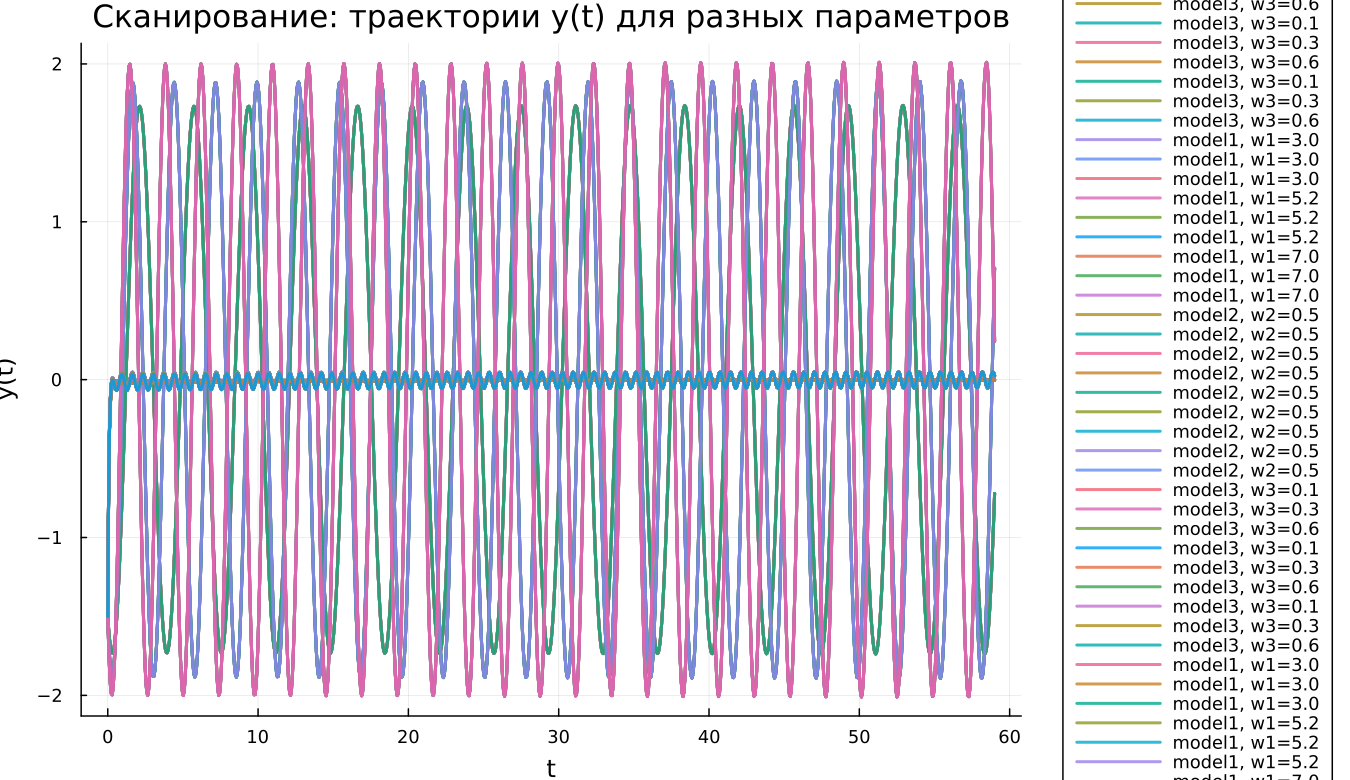 Сканирование: траектории y(t) для разных параметров
y(t)
2
1
0
−1
−2
0
10
20
30
40
50
60
t
model3, w3=0.6
model3, w3=0.1
model3, w3=0.3
model3, w3=0.6
model3, w3=0.1
model3, w3=0.3
model3, w3=0.6
model1, w1=3.0
model1, w1=3.0
model1, w1=3.0
model1, w1=5.2
model1, w1=5.2
model1, w1=5.2
model1, w1=7.0
model1, w1=7.0
model1, w1=7.0
model2, w2=0.5
model2, w2=0.5
model2, w2=0.5
model2, w2=0.5
model2, w2=0.5
model2, w2=0.5
model2, w2=0.5
model2, w2=0.5
model2, w2=0.5
model3, w3=0.1
model3, w3=0.3
model3, w3=0.6
model3, w3=0.1
model3, w3=0.3
model3, w3=0.6
model3, w3=0.1
model3, w3=0.3
model3, w3=0.6
model1, w1=3.0
model1, w1=3.0
model1, w1=3.0
model1, w1=5.2
model1, w1=5.2
model1, w1=5.2
model1, w1=7.0